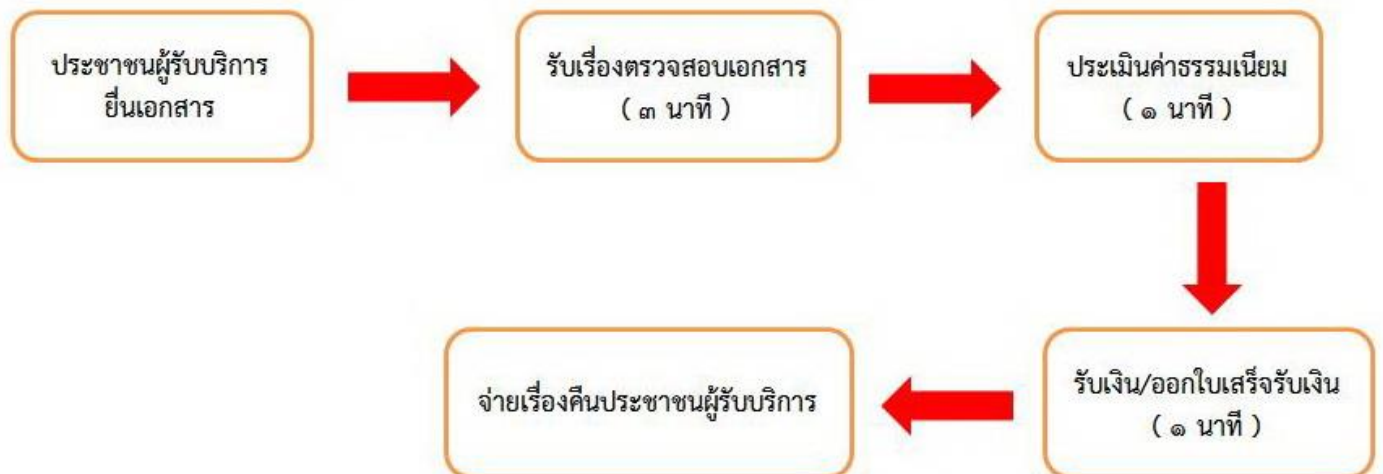 ประชาชนผู้รับบริการ
ยื่นเอกสาร
รับเรื่องตรวจสอบเอกสาร
( ๓ นาที )
ประเมินค่าธรรมเนียม
( ๑ นาที )
รับเงิน/ออกใบเสร็จรับเงิน
( ๑ นาที )
จ่ายเรื่องคืนประชาชนผู้รับบริการ